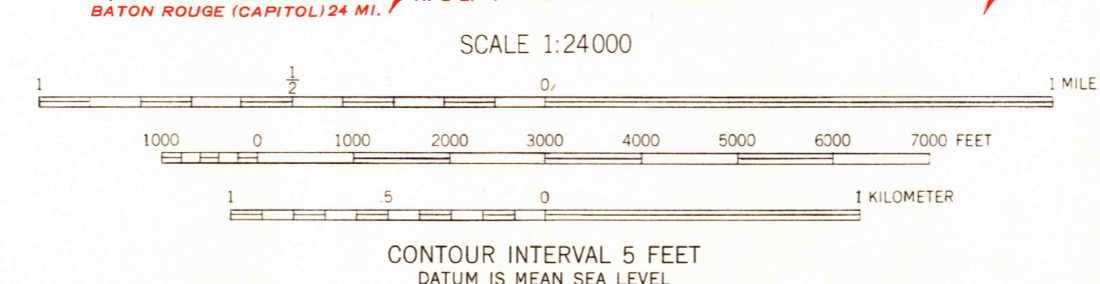 BATON ROUGE (CAPITOL) 24 MI.
SCALE 1:24000
1 1/2 0 1 MILE
1000 0 1000 2000 3000 4000 5000 6000 7000 FEET
1 .5 0 1 KILOMETER
CONTOUR INTERVAL 5 FEET
DATUM IS MEAN SEA LEVEL